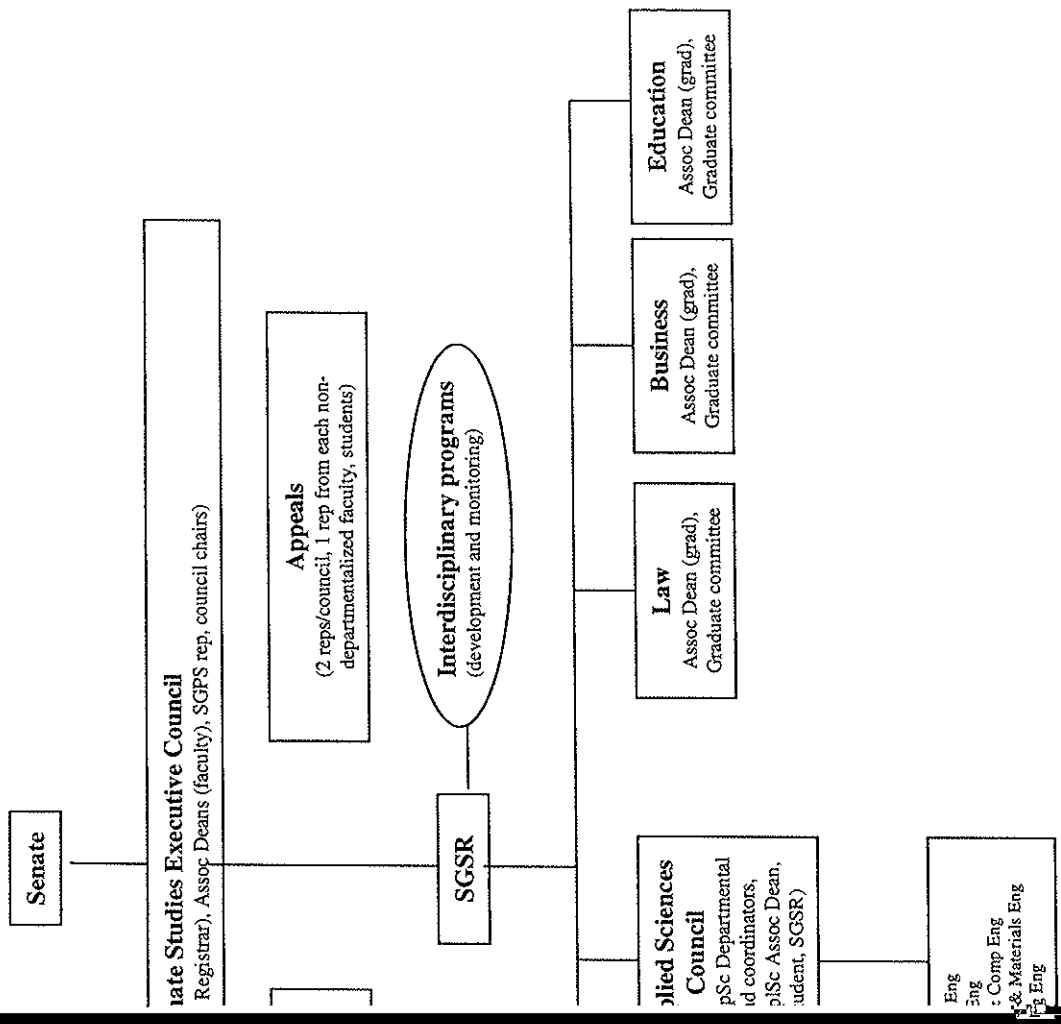 Senate
uate Studies Executive Council
Registrar), Assoc Deans (faculty), SGPS rep, council chairs)
Appeals
(2 reps/council, 1 rep from each non-
departmentalized faculty, students)
SGSR
Interdisciplinary programs
(development and monitoring)
plied Sciences
Council
pSc Departmental
d coordinators,
plSc Assoc Dean,
udent, SGSR)
Law
Assoc Dean (grad),
Graduate committee
Business
Assoc Dean (grad),
Graduate committee
Education
Assoc Dean (grad),
Graduate committee
Eng
Eng
Comp Eng
& Materials Eng
Eng